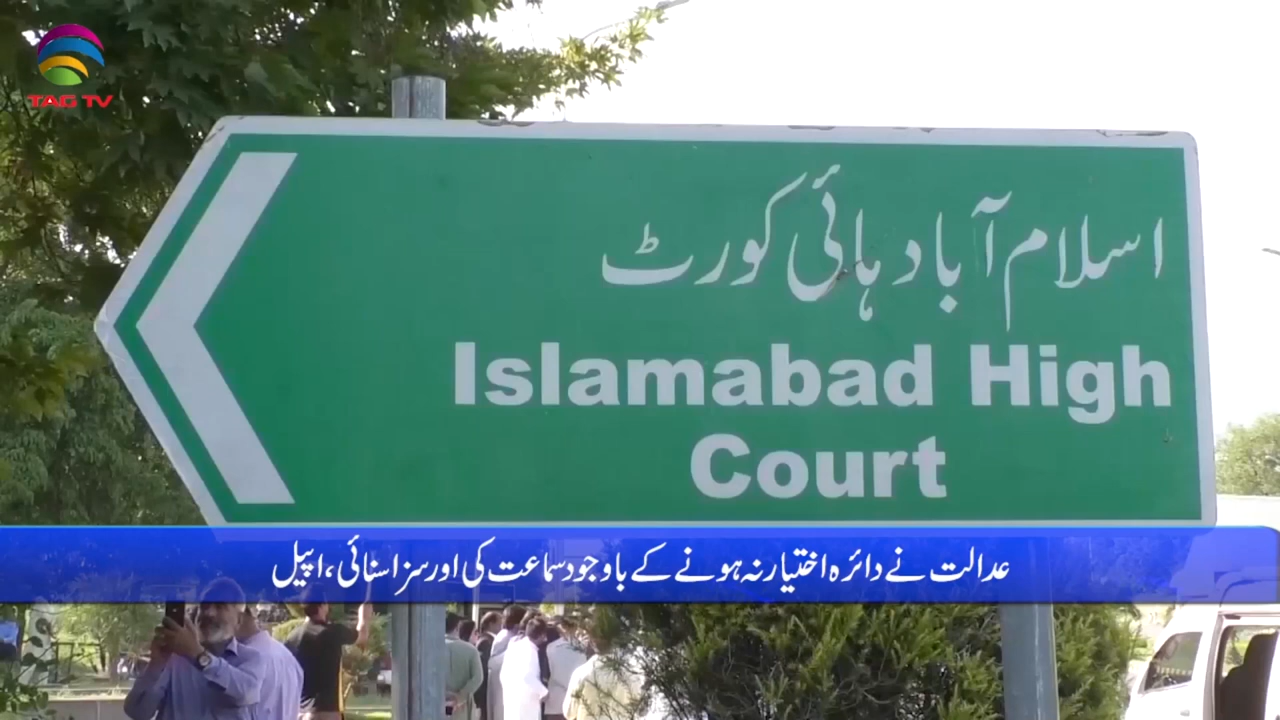 TAG TV
اسلام آباد ہائی کورٹ
Islamabad High
Court
عدالت نے دائرہ اختیار نہ ہونے کے باوجود سماعت کی اور سزا سنائی، اپیل